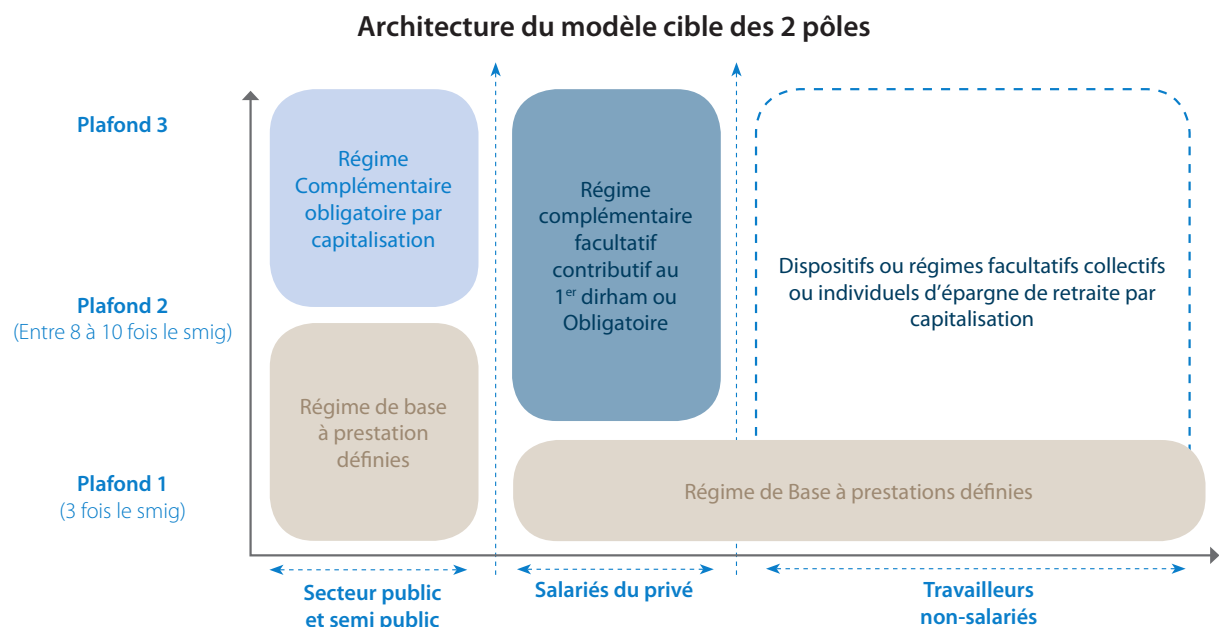 Architecture du modèle cible des 2 pôles
Plafond 3
Plafond 2
(Entre 8 à 10 fois le smig)
Plafond 1
(3 fois le smig)
Régime
Complémentaire
obligatoire par
capitalisation
Régime de base
à prestation
définies
Régime
complémentaire
facultatif
contributif au
1er dirham ou
Obligatoire
Dispositifs ou régimes facultatifs collectifs
ou individuels d'épargne de retraite par
capitalisation
Régime de Base à prestations définies
Secteur public
et semi public
Salariés du privé
Travailleurs
non-salariés